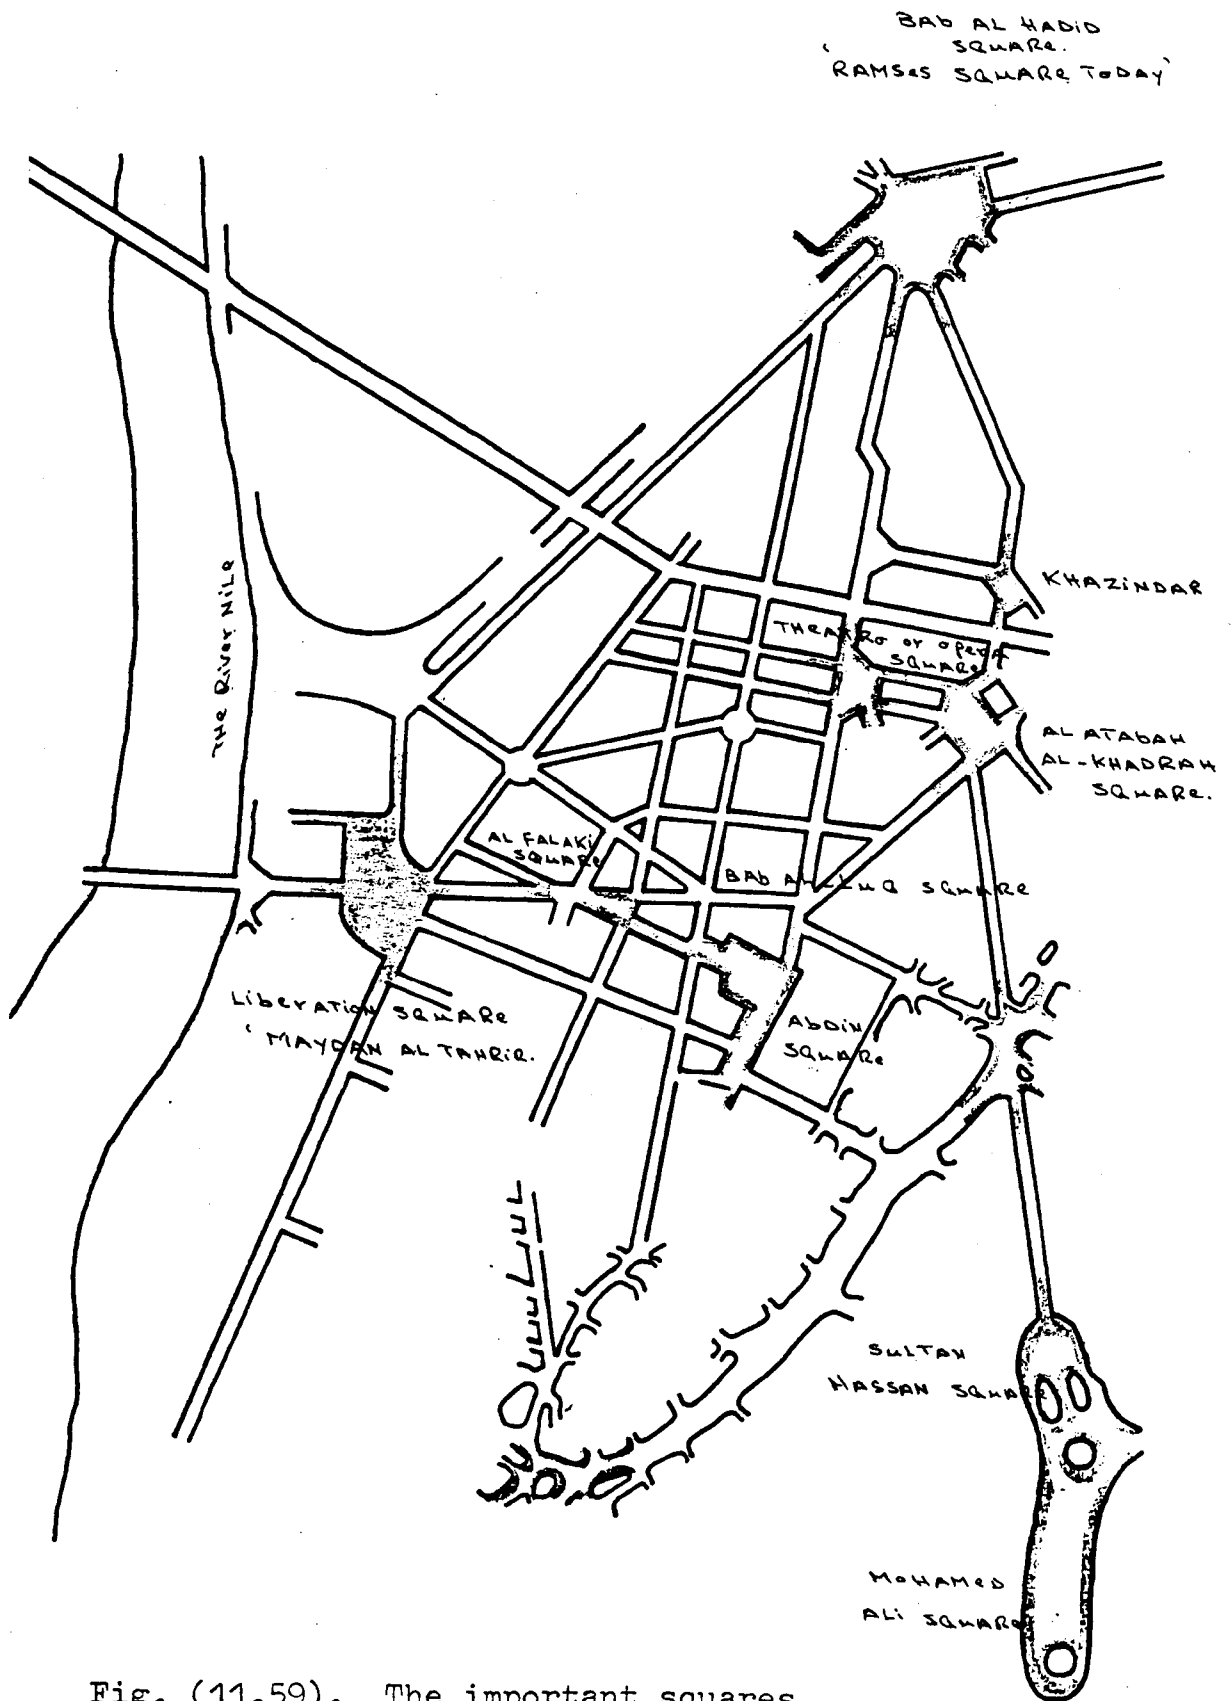 BAb AL HADiD
SQUARe.
'RAMSeS SQUARe ToDAY'
KHAZiNDAR
THeATRo oR opeRA
SQUARe
THe RiveR NiLe
AL ATAbAH
AL-KHADRAH
SQUARe.
AL FALAKi
SQUARe
BAb SQUARe
LibeRATioN SQUARe
'MAYDAN AL TAHRiR.
AbDiN
SQUARe
SULTAN
HASSAN SQUARe
MoHAMeD
ALi SQUARe
Fig. (11.59). The important squares